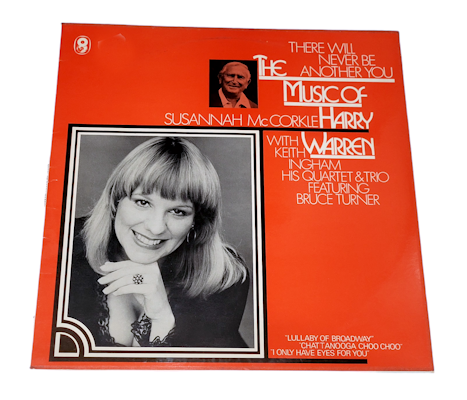 THERE WILL
NEVER BE
ANOTHER YOU
THE
MUSIC OF
SUSANNAH McCORKLE HARRY
WITH WARREN
KEITH
INGHAM
HIS QUARTET & TRIO
FEATURING
BRUCE TURNER
"LULLABY OF BROADWAY"
"CHATTANOOGA CHOO CHOO"
"I ONLY HAVE EYES FOR YOU"